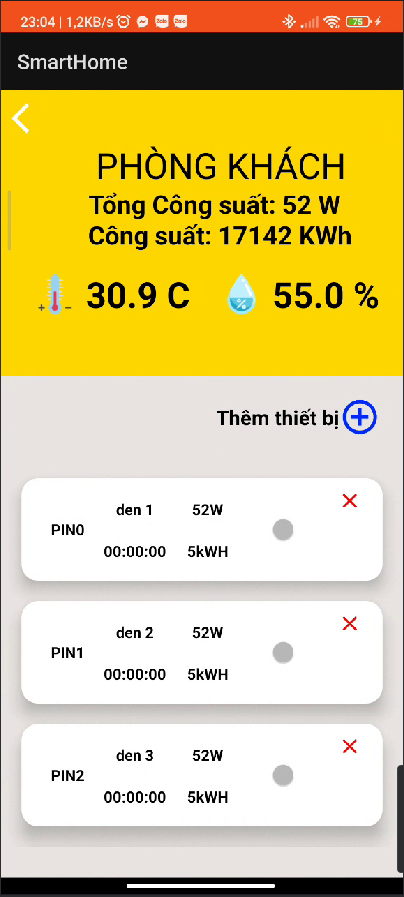 23:04 | 1,2KB/s Zalo Zalo 75
SmartHome
PHÒNG KHÁCH
Tổng Công suất: 52 W
Công suất: 17142 KWh
30.9 C 55.0 %
Thêm thiết bị
den 1 52W
PIN0
00:00:00 5kWH
den 2 52W
PIN1
00:00:00 5kWH
den 3 52W
PIN2
00:00:00 5kWH